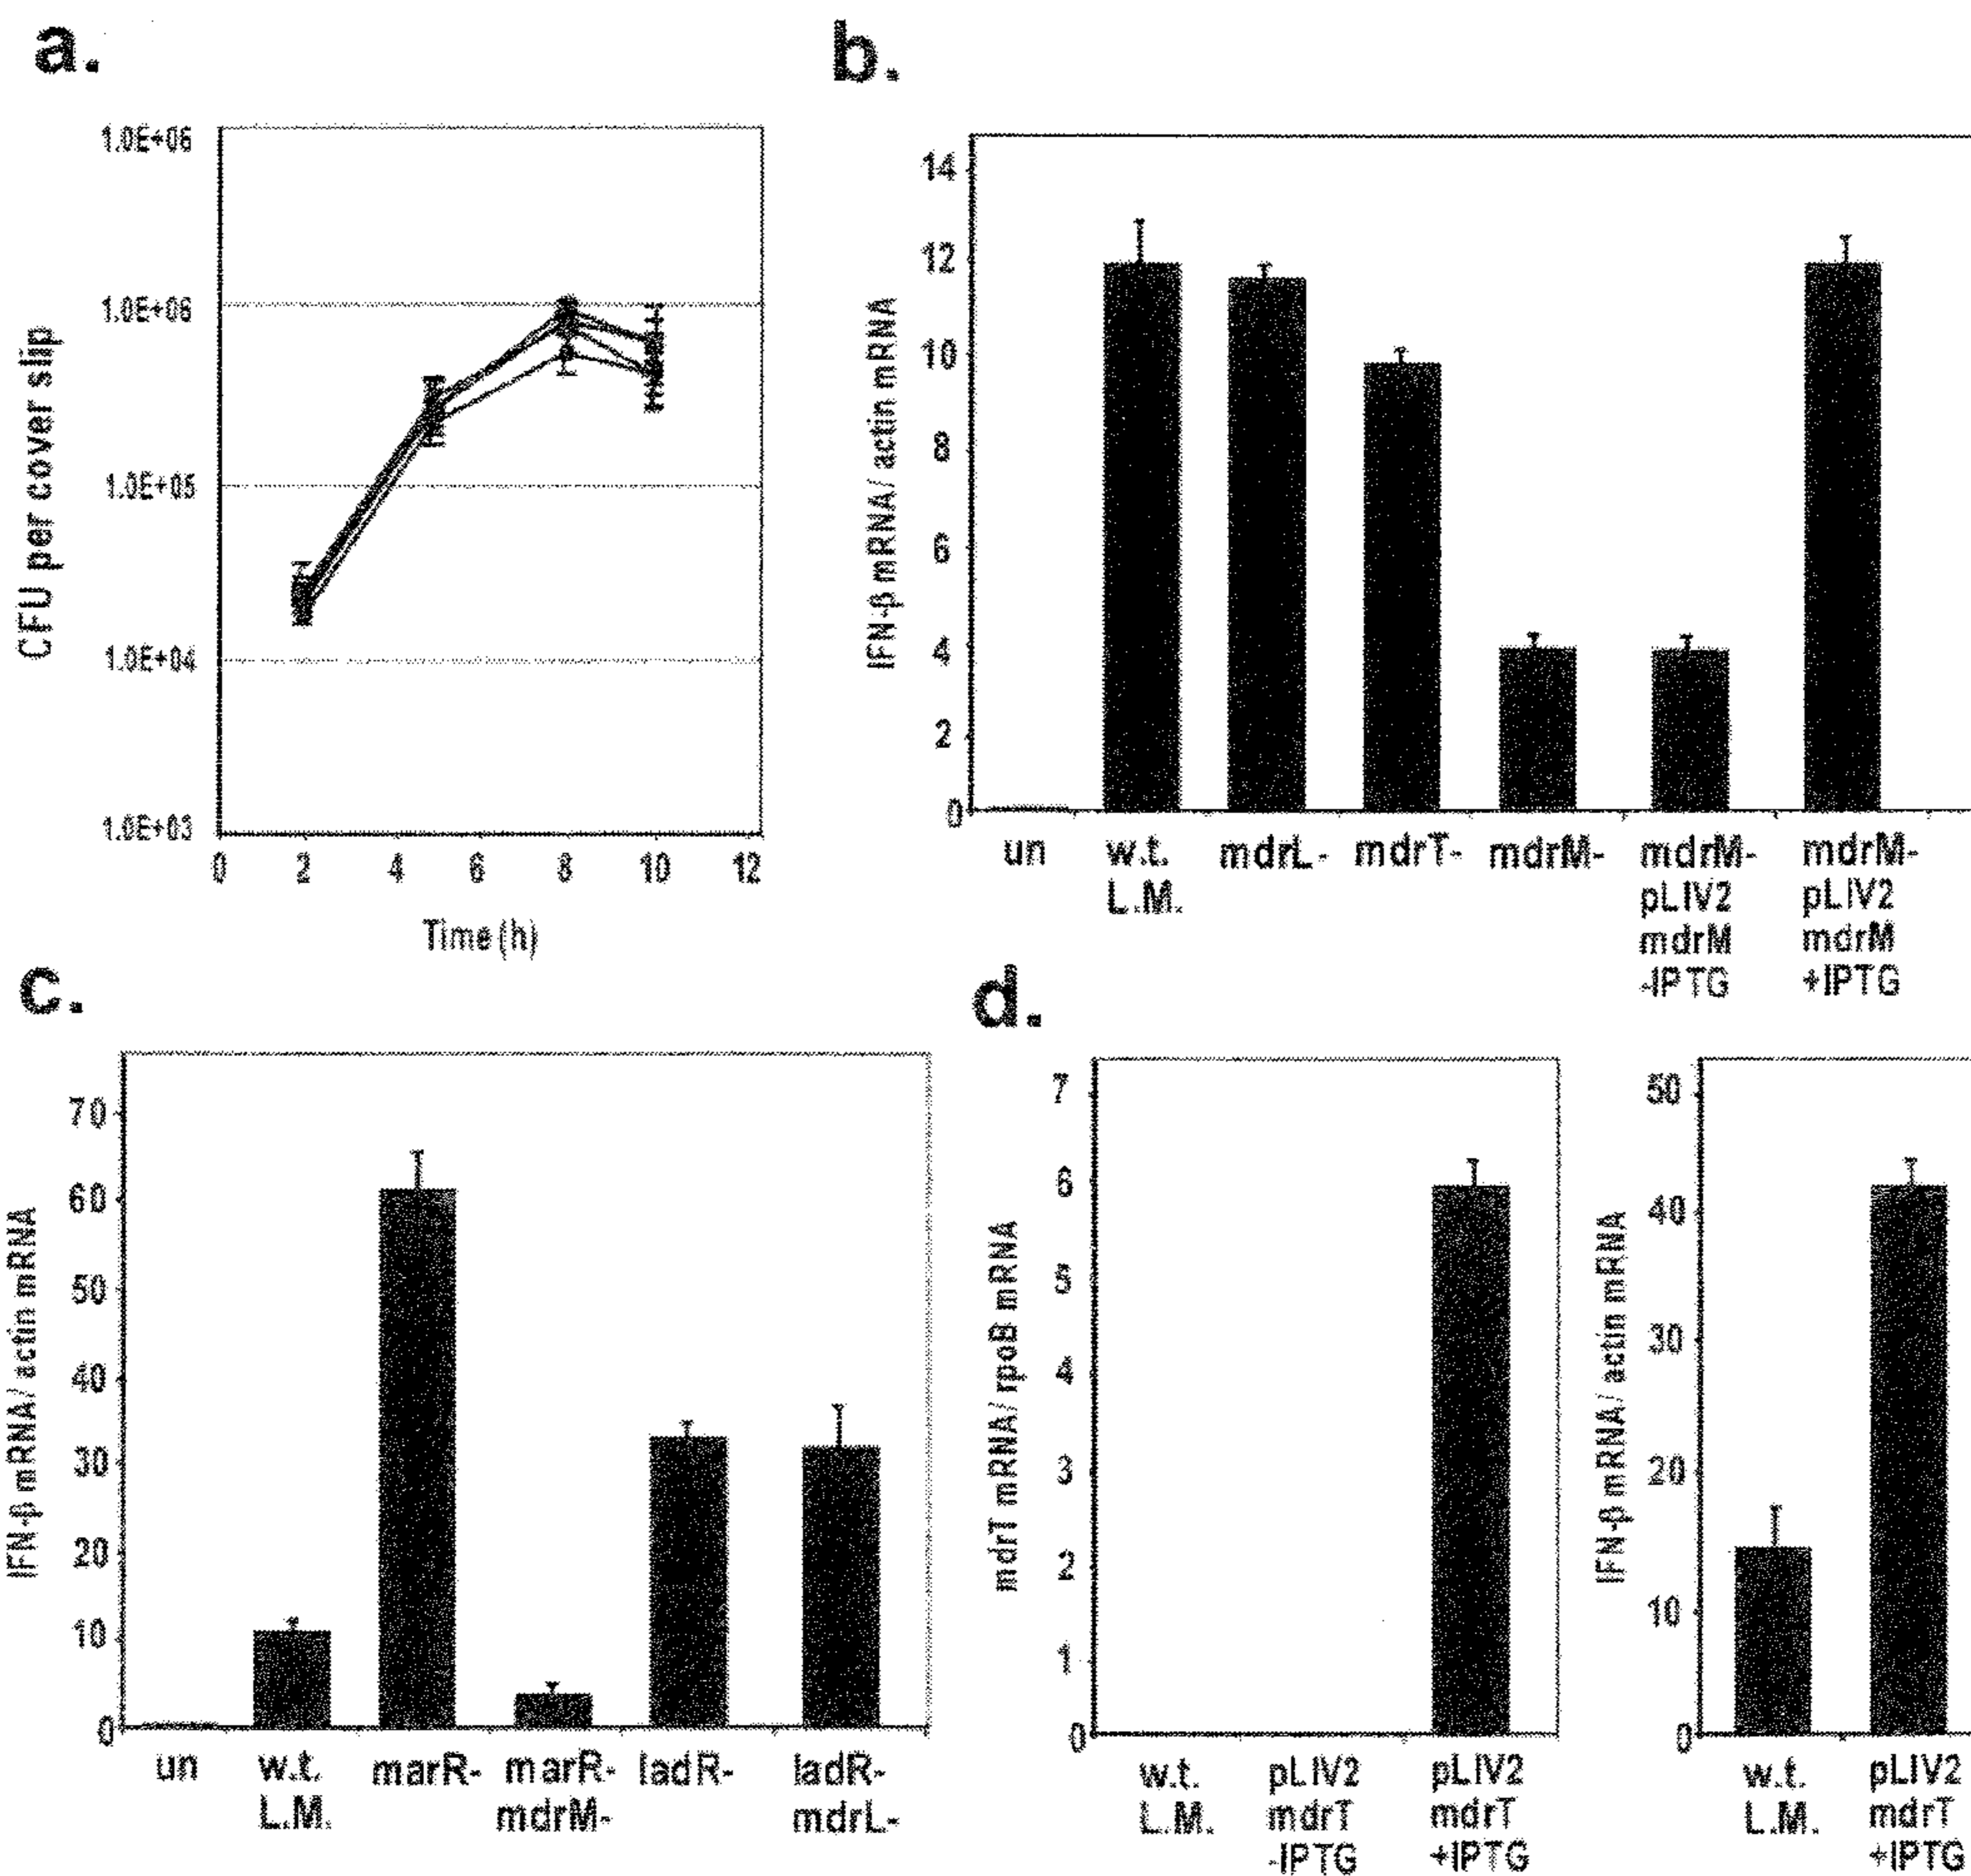 a.
1.0E+06
1.0E+06
1.0E+05
1.0E+04
1.0E+03
0 2 4 6 8 10 12
CFU per cover slip
Time (h)
b.
14
12
10
8
6
4
2
0
IFN-β mRNA/ actin mRNA
un
w.t. L.M.
mdrL-
mdrT-
mdrM-
mdrM- pLIV2 mdrM -IPTG
mdrM- pLIV2 mdrM +IPTG
c.
70
60
50
40
30
20
10
0
IFN-β mRNA/ actin mRNA
un
w.t. L.M.
marR-
marR- mdrM-
ladR-
ladR- mdrL-
d.
7
6
5
4
3
2
1
0
mdrT mRNA/ rpoB mRNA
w.t. L.M.
pLIV2 mdrT -IPTG
pLIV2 mdrT +IPTG
50
40
30
20
10
0
IFN-β mRNA/ actin mRNA
w.t. L.M.
pLIV2 mdrT +IPTG